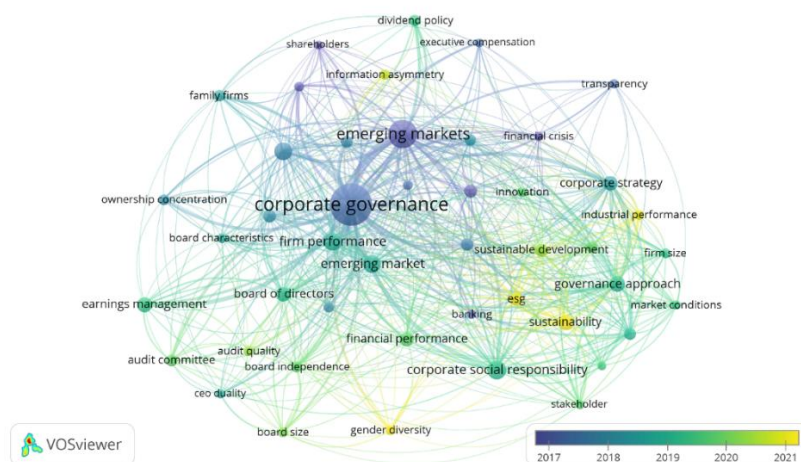 dividend policy
shareholders
executive compensation
information asymmetry
family firms
transparency
emerging markets
financial crisis
corporate strategy
innovation
ownership concentration
corporate governance
industrial performance
board characteristics
firm performance
sustainable development
firm size
emerging market
governance approach
board of directors
esg
earnings management
market conditions
banking
sustainability
financial performance
audit quality
audit committee
board independence
corporate social responsibility
ceo duality
stakeholder
board size
gender diversity
VOSviewer
2017 2018 2019 2020 2021